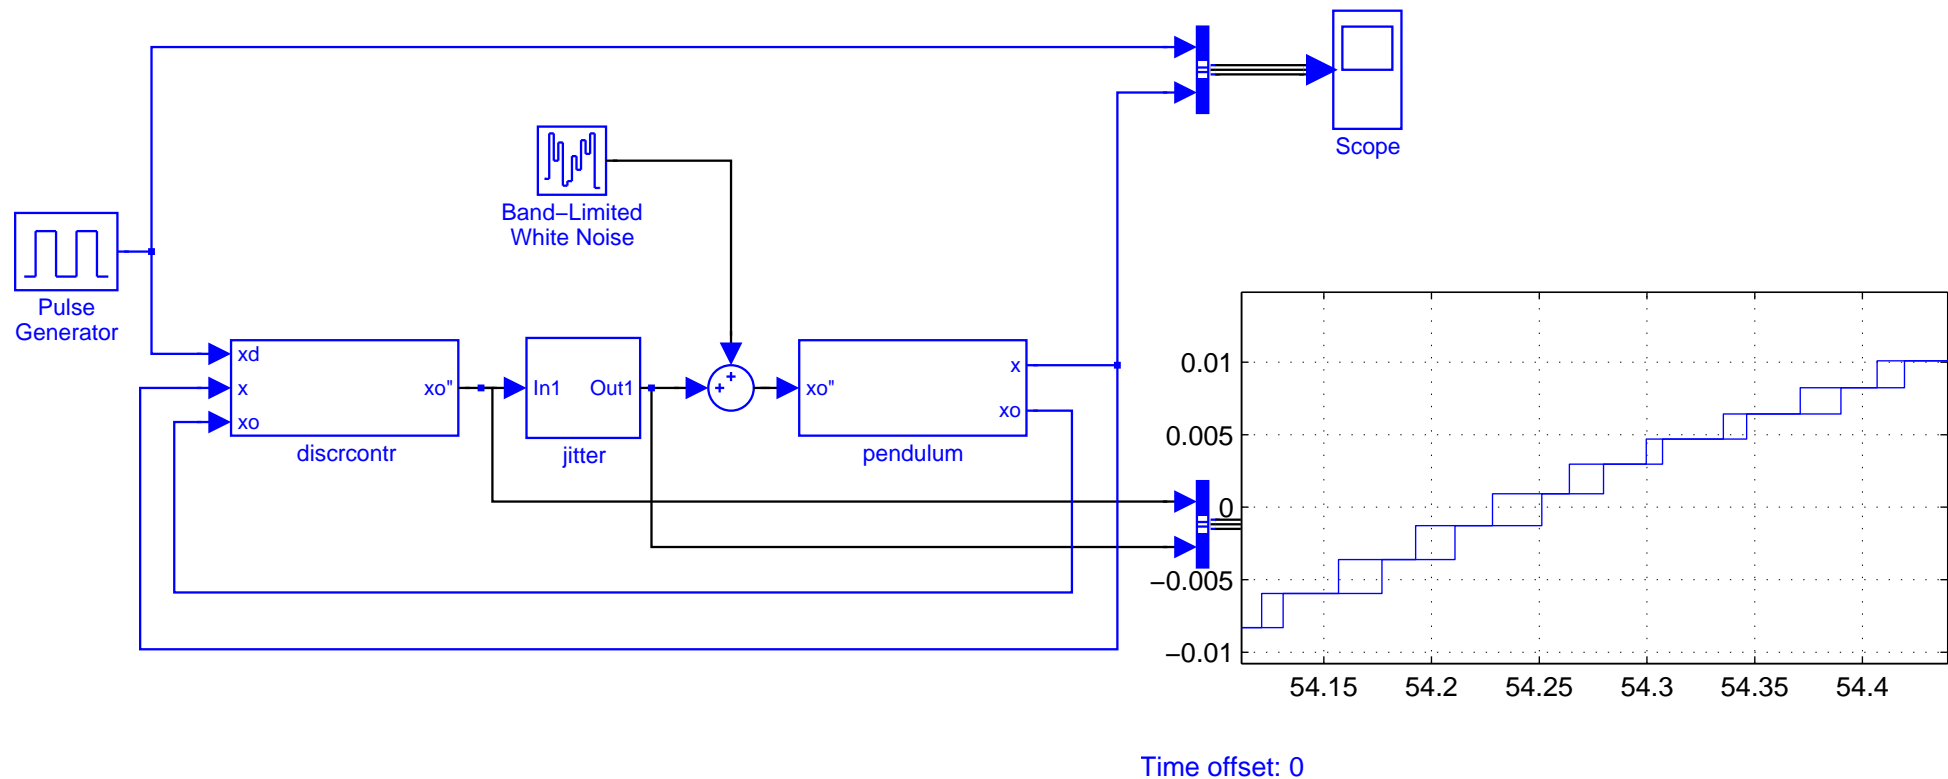 Scope
Band−Limited
White Noise
Pulse
Generator
xd
x
xo
xo"
discrcontr
In1
Out1
jitter
+
+
xo"
x
xo
pendulum
0.01
0.005
0
−0.005
−0.01
54.15 54.2 54.25 54.3 54.35 54.4
Time offset: 0